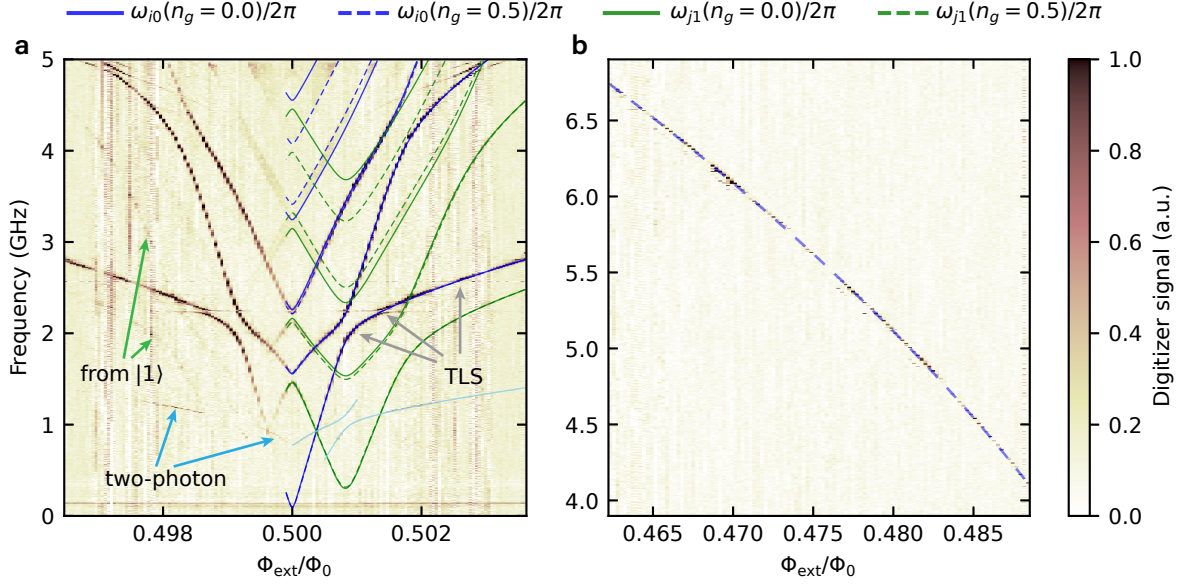 ω_{i0}(n_g = 0.0)/2π ω_{i0}(n_g = 0.5)/2π ω_{j1}(n_g = 0.0)/2π ω_{j1}(n_g = 0.5)/2π
a
Frequency (GHz)
5
4
3
2
1
0
from |1⟩
two-photon
TLS
0.498 0.500 0.502
Φ_{ext}/Φ_0
b
6.5
6.0
5.5
5.0
4.5
4.0
0.465 0.470 0.475 0.480 0.485
Φ_{ext}/Φ_0
1.0
0.8
0.6
0.4
0.2
0.0
Digitizer signal (a.u.)